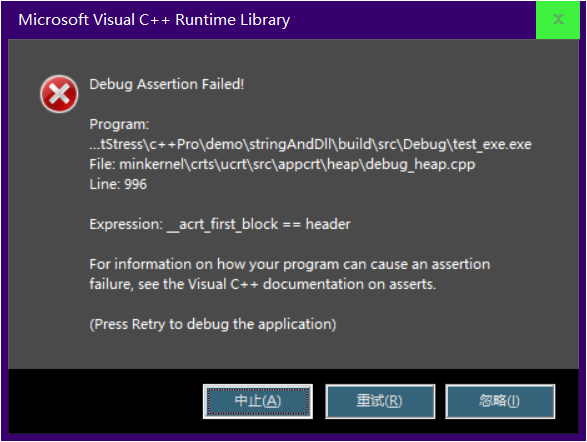 Microsoft Visual C++ Runtime Library
X
Debug Assertion Failed!
Program:
...tStress\c++Pro\demo\stringAndDll\build\src\Debug\test_exe.exe
File: minkernel\crts\ucrt\src\appcrt\heap\debug_heap.cpp
Line: 996
Expression: __acrt_first_block == header
For information on how your program can cause an assertion
failure, see the Visual C++ documentation on asserts.
(Press Retry to debug the application)
中止(A)
重试(R)
忽略(I)